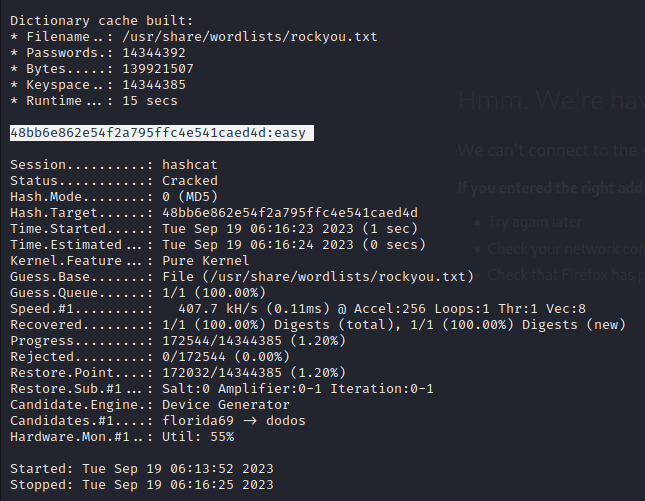 Dictionary cache built:
* Filename..: /usr/share/wordlists/rockyou.txt
* Passwords.: 14344392
* Bytes.....: 139921507
* Keyspace..: 14344385
* Runtime...: 15 secs
48bb6e862e54f2a795ffc4e541caed4d:easy
Session..........: hashcat
Status...........: Cracked
Hash.Mode........: 0 (MD5)
Hash.Target......: 48bb6e862e54f2a795ffc4e541caed4d
Time.Started.....: Tue Sep 19 06:16:23 2023 (1 sec)
Time.Estimated...: Tue Sep 19 06:16:24 2023 (0 secs)
Kernel.Feature...: Pure Kernel
Guess.Base.......: File (/usr/share/wordlists/rockyou.txt)
Guess.Queue......: 1/1 (100.00%)
Speed.#1.........: 407.7 kH/s (0.11ms) @ Accel:256 Loops:1 Thr:1 Vec:8
Recovered........: 1/1 (100.00%) Digests (total), 1/1 (100.00%) Digests (new)
Progress.........: 172544/14344385 (1.20%)
Rejected.........: 0/172544 (0.00%)
Restore.Point....: 172032/14344385 (1.20%)
Restore.Sub.#1...: Salt:0 Amplifier:0-1 Iteration:0-1
Candidate.Engine.: Device Generator
Candidates.#1....: florida69 -> dodos
Hardware.Mon.#1..: Util: 55%
Started: Tue Sep 19 06:13:52 2023
Stopped: Tue Sep 19 06:16:25 2023
Hmm. We're hav
We can't connect to the s
If you entered the right addr
Try again later
Check your network con
Check that Firefox has p